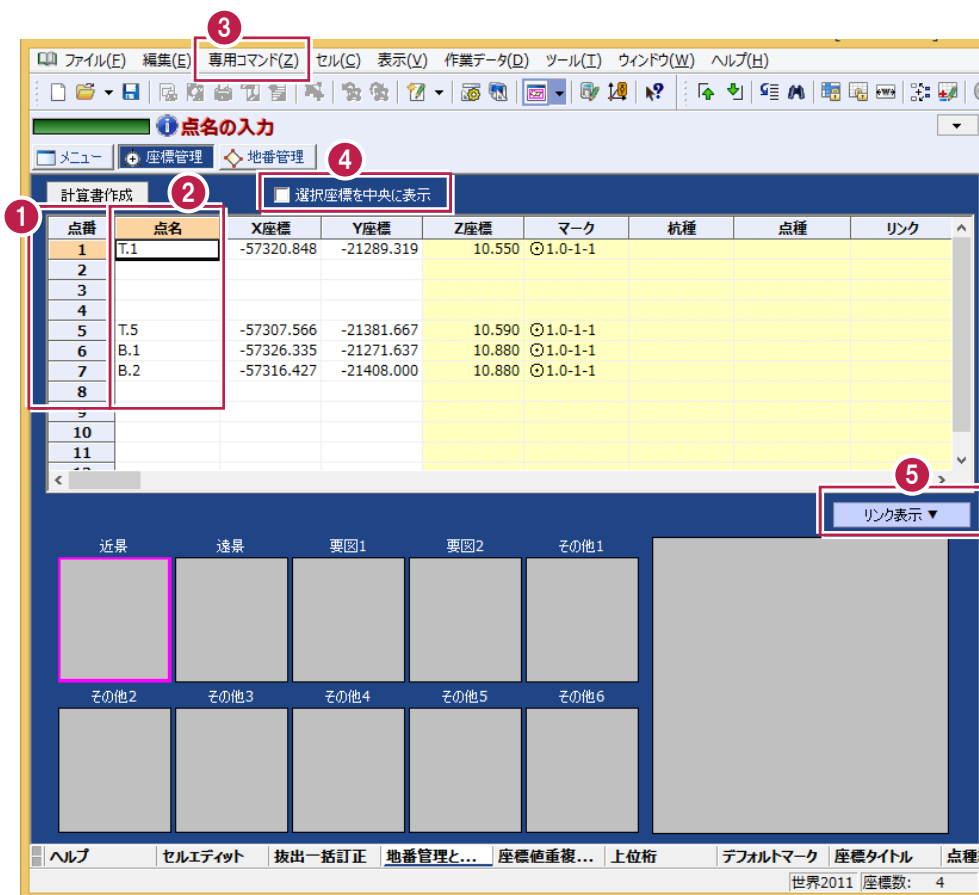 3
ファイル(F) 編集(E) 専用コマンド(Z) セル(C) 表示(V) 作業データ(D) ツール(T) ウィンドウ(W) ヘルプ(H)
点名の入力
メニュー 座標管理 地番管理 4
計算書作成 2 選択座標を中央に表示
1
点番 点名 X座標 Y座標 Z座標 マーク 杭種 点種 リンク
1 T.1 -57320.848 -21289.319 10.550 ⊙1.0-1-1
2
3
4
5 T.5 -57307.566 -21381.667 10.590 ⊙1.0-1-1
6 B.1 -57326.335 -21271.637 10.880 ⊙1.0-1-1
7 B.2 -57316.427 -21408.000 10.880 ⊙1.0-1-1
8
9
10
11
5
リンク表示 ▼
近景 遠景 要図1 要図2 その他1
その他2 その他3 その他4 その他5 その他6
ヘルプ セルエディット 抜出一括訂正 地番管理と... 座標値重複... 上位桁 デフォルトマーク 座標タイトル 点種
世界2011 座標数: 4